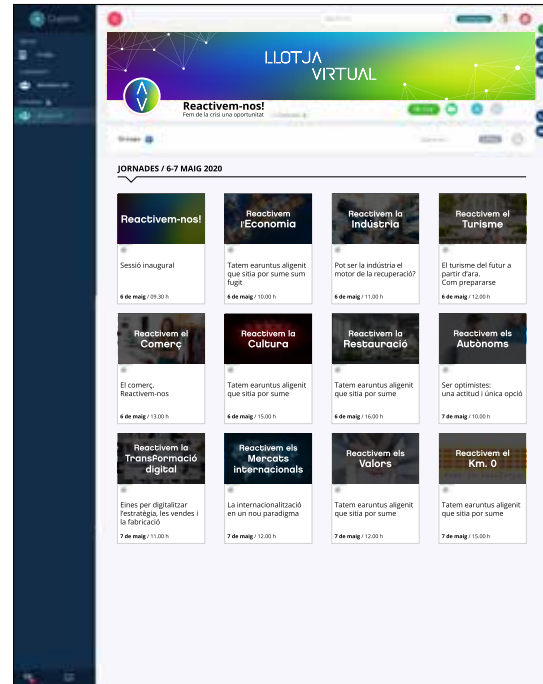 LLOTJA
VIRTUAL
Reactivem-nos!
Fem de la crisi una oportunitat
JORNADES / 6-7 MAIG 2020
Reactivem-nos!
Sessió inaugural
6 de maig / 09.30 h
Reactivem
l'Economia
Tatem earuntus aligenit
que sitia por sume sum
fugit
6 de maig / 10.00 h
Reactivem la
Indústria
Pot ser la indústria el
motor de la recuperació?
6 de maig / 11.00 h
Reactivem el
Turisme
El turisme del futur a
partir d'ara.
Com prepararse
6 de maig / 12.00 h
Reactivem el
Comerç
El comerç.
Reactivem-nos
6 de maig / 13.00 h
Reactivem la
Cultura
Tatem earuntus aligenit
que sitia por sume
6 de maig / 15.00 h
Reactivem la
Restauració
Tatem earuntus aligenit
que sitia por sume
6 de maig / 16.00 h
Reactivem els
Autònoms
Ser optimistes:
una actitud i única opció
7 de maig / 10.00 h
Reactivem la
Transformació
digital
Eines per digitalitzar
l'estratègia, les vendes i
la fabricació
7 de maig / 11.00 h
Reactivem els
Mercats
internacionals
La internacionalització
en un nou paradigma
7 de maig / 12.00 h
Reactivem els
Valors
Tatem earuntus aligenit
que sitia por sume
7 de maig / 12.00 h
Reactivem el
Km. 0
Tatem earuntus aligenit
que sitia por sume
7 de maig / 15.00 h